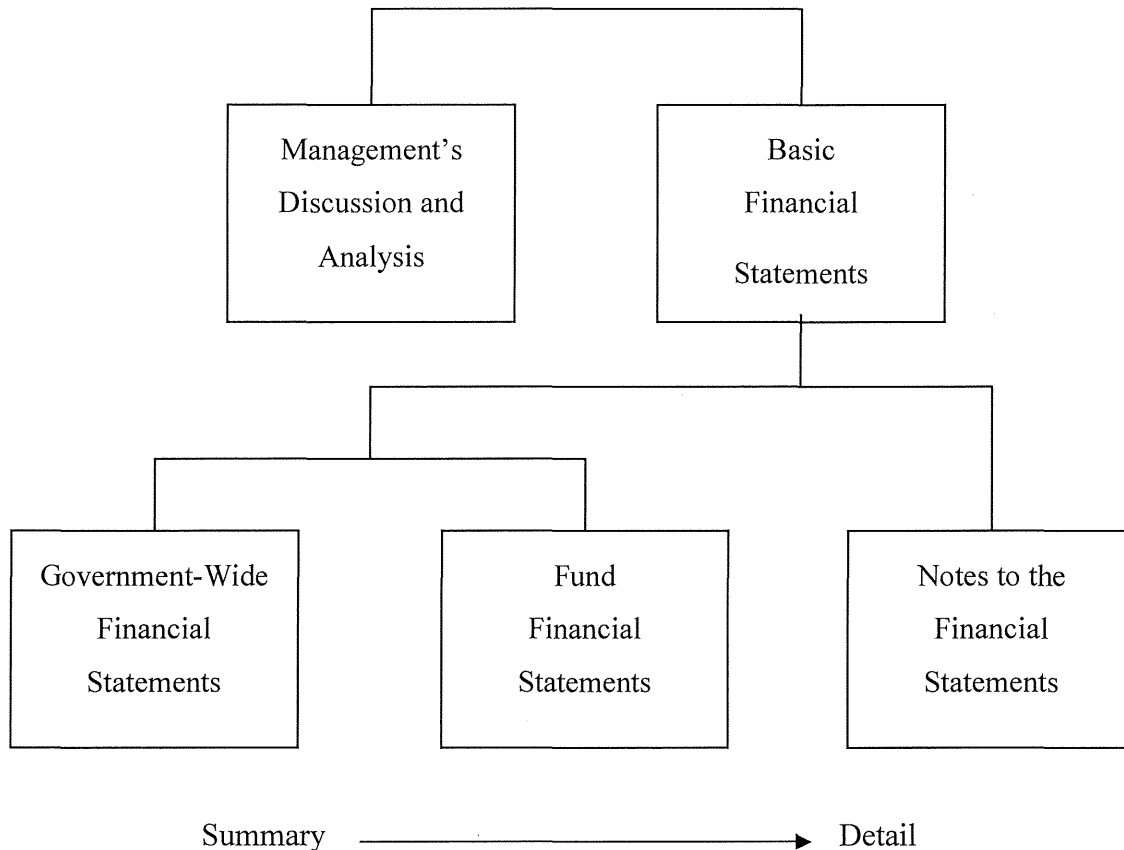 Management’s
Discussion and
Analysis
Basic
Financial
Statements
Government-Wide
Financial
Statements
Fund
Financial
Statements
Notes to the
Financial
Statements
Summary
Detail